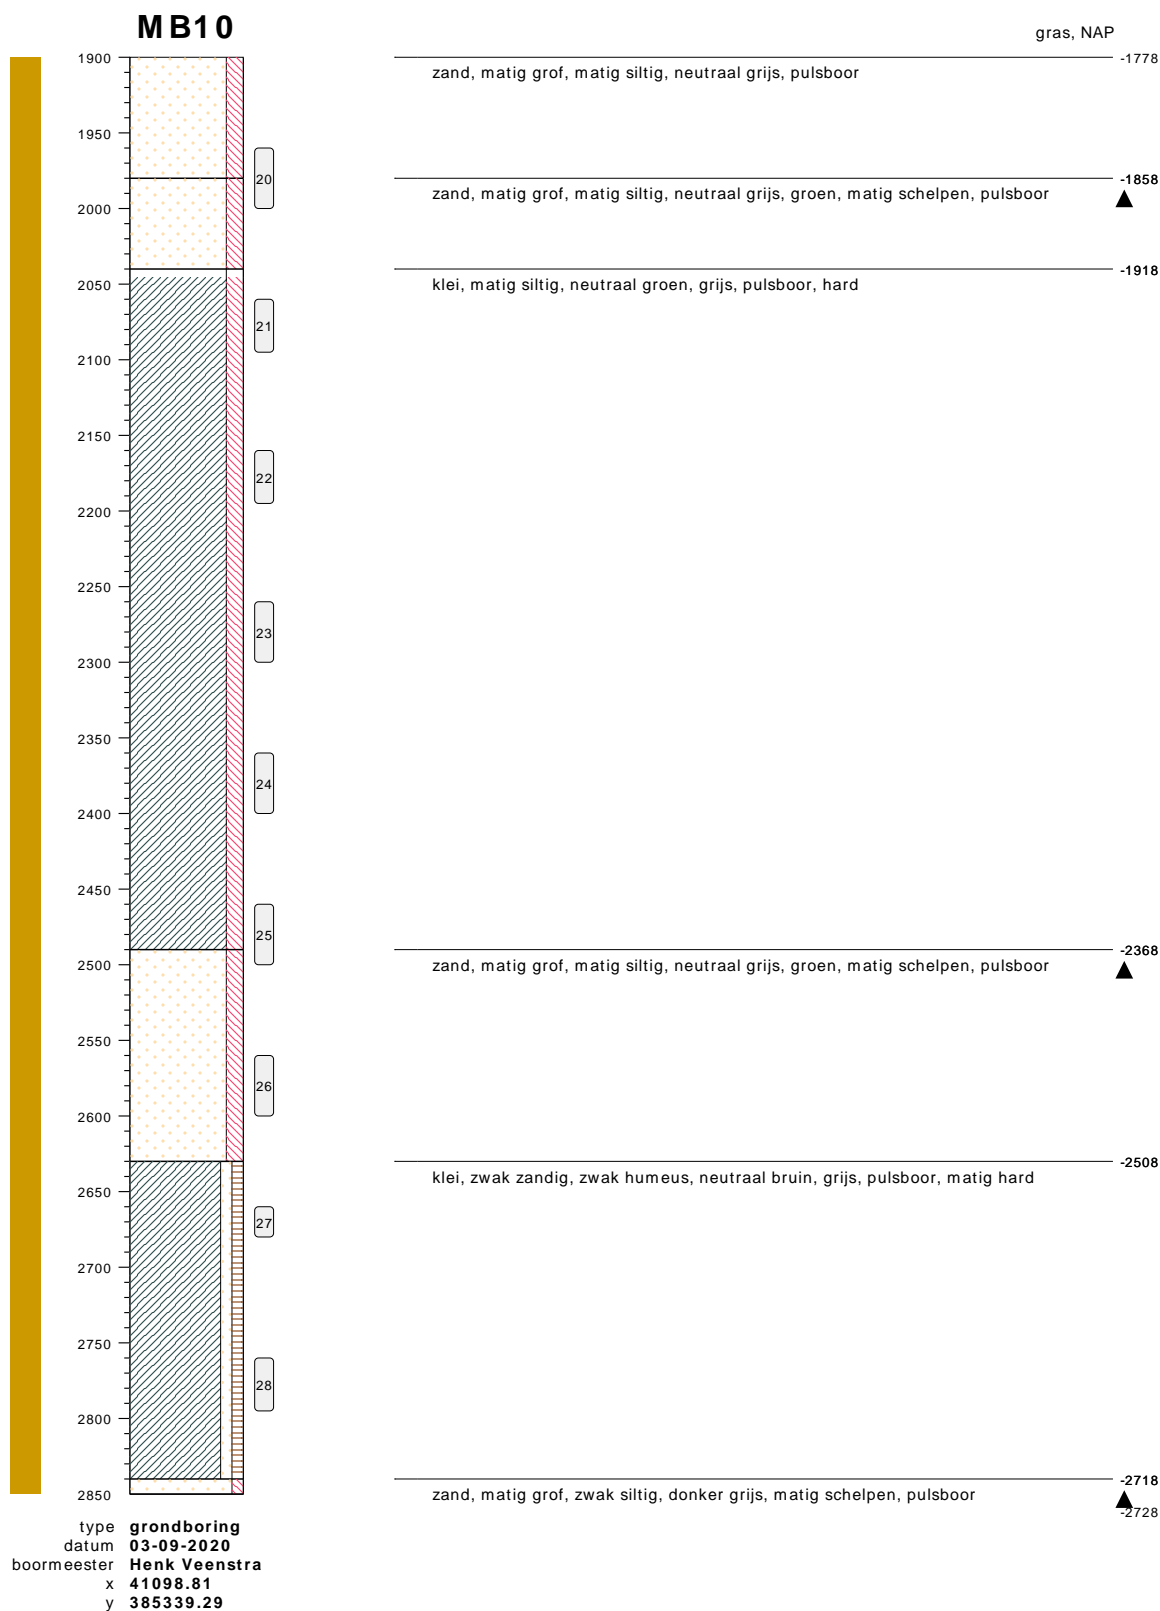 MB10
gras, NAP
1900
-1778
zand, matig grof, matig siltig, neutraal grijs, pulsboor
1950
20
-1858
zand, matig grof, matig siltig, neutraal grijs, groen, matig schelpen, pulsboor
2000
-1918
klei, matig siltig, neutraal groen, grijs, pulsboor, hard
2050
21
2100
2150
22
2200
2250
23
2300
2350
24
2400
2450
25
-2368
zand, matig grof, matig siltig, neutraal grijs, groen, matig schelpen, pulsboor
2500
2550
26
2600
-2508
klei, zwak zandig, zwak humeus, neutraal bruin, grijs, pulsboor, matig hard
2650
27
2700
2750
28
2800
-2718
zand, matig grof, zwak siltig, donker grijs, matig schelpen, pulsboor
2850
-2728
type grondboring
datum 03-09-2020
boormeester Henk Veenstra
x 41098.81
y 385339.29